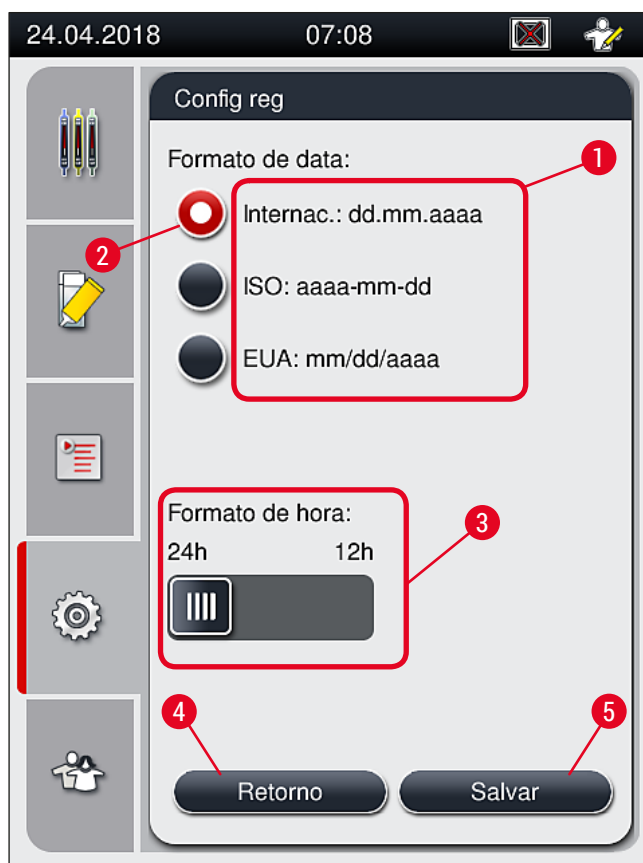 24.04.2018 07:08
Config reg
Formato de data:
1
Internac.: dd.mm.aaaa
2
ISO: aaaa-mm-dd
EUA: mm/dd/aaaa
Formato de hora:
3
24h 12h
4 5
Retorno Salvar